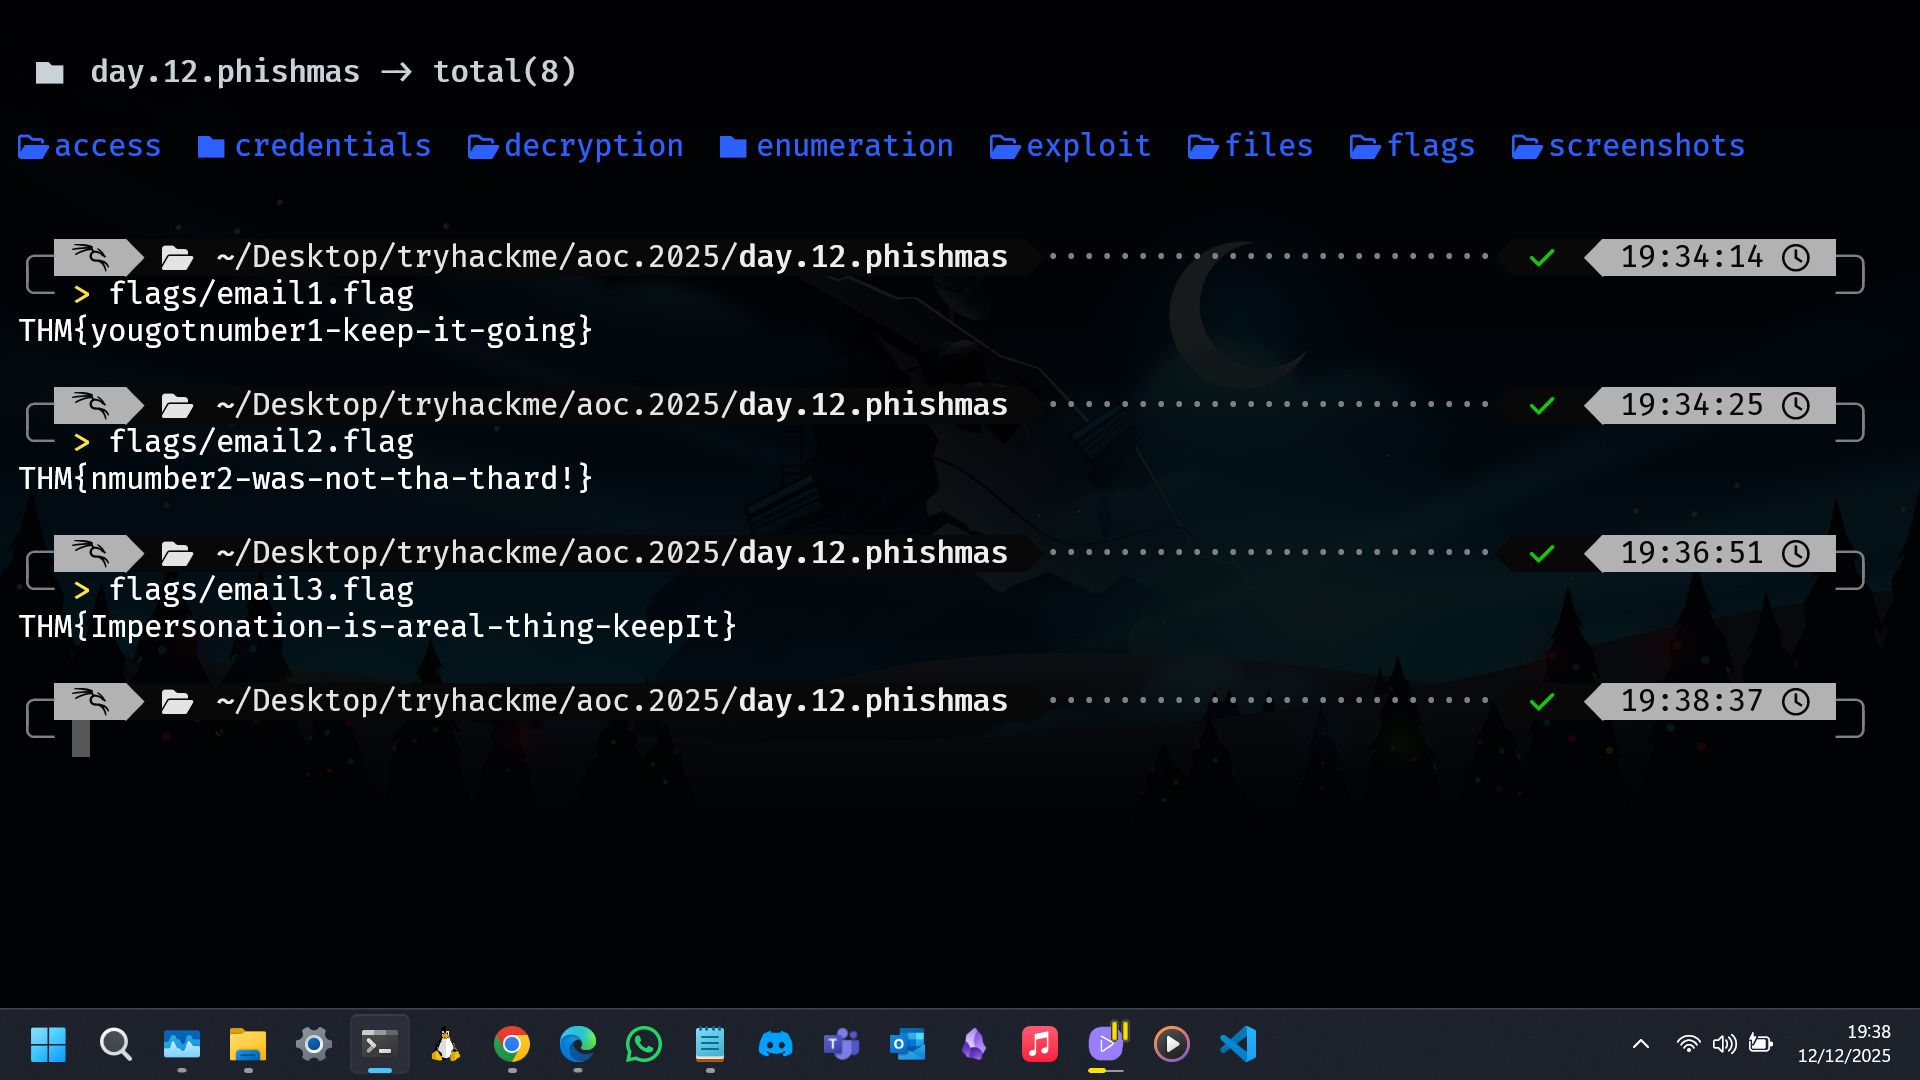 day.12.phishmas → total(8)
access credentials decryption enumeration exploit files flags screenshots
~/Desktop/tryhackme/aoc.2025/day.12.phishmas ························· ✓ 19:34:14
> flags/email1.flag
THM{yougotnumber1-keep-it-going}
~/Desktop/tryhackme/aoc.2025/day.12.phishmas ························· ✓ 19:34:25
> flags/email2.flag
THM{nmumber2-was-not-tha-thard!}
~/Desktop/tryhackme/aoc.2025/day.12.phishmas ························· ✓ 19:36:51
> flags/email3.flag
THM{Impersonation-is-areal-thing-keepIt}
~/Desktop/tryhackme/aoc.2025/day.12.phishmas ························· ✓ 19:38:37
19:38
12/12/2025